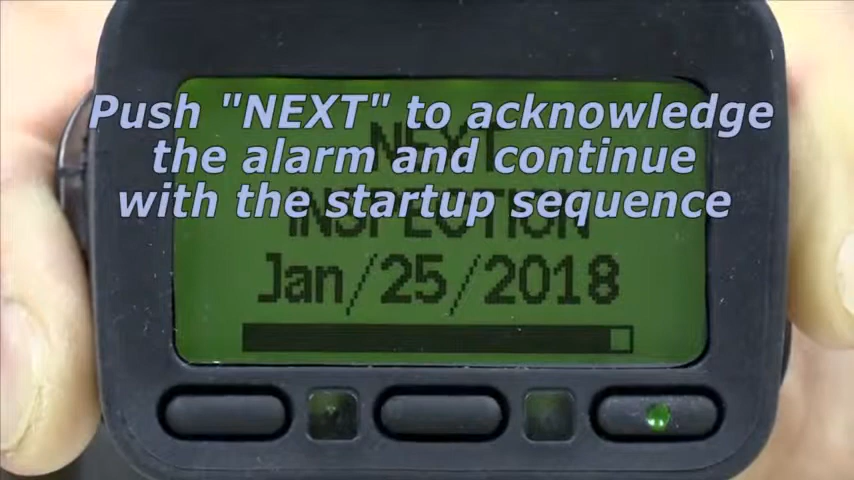 Push "NEXT" to acknowledge
the alarm and continue
with the startup sequence
NEXT
INSPECTION
Jan/25/2018